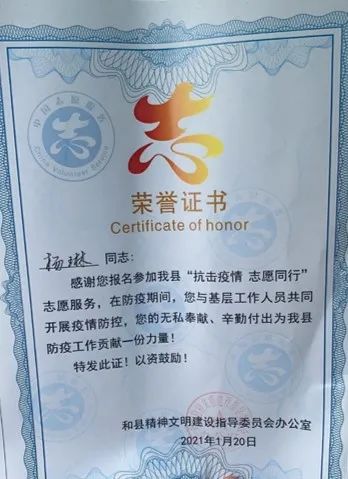 中国志愿服务
China Volunteer Service
荣誉证书
Certificate of honor
杨琳 同志:
感谢您报名参加我县“抗击疫情 志愿同行”
志愿服务,在防疫期间,您与基层工作人员共同
开展疫情防控,您的无私奉献、辛勤付出为我县
防疫工作贡献一份力量!
特发此证!以资鼓励!
和县精神文明建设指导委员会办公室
2021年1月20日